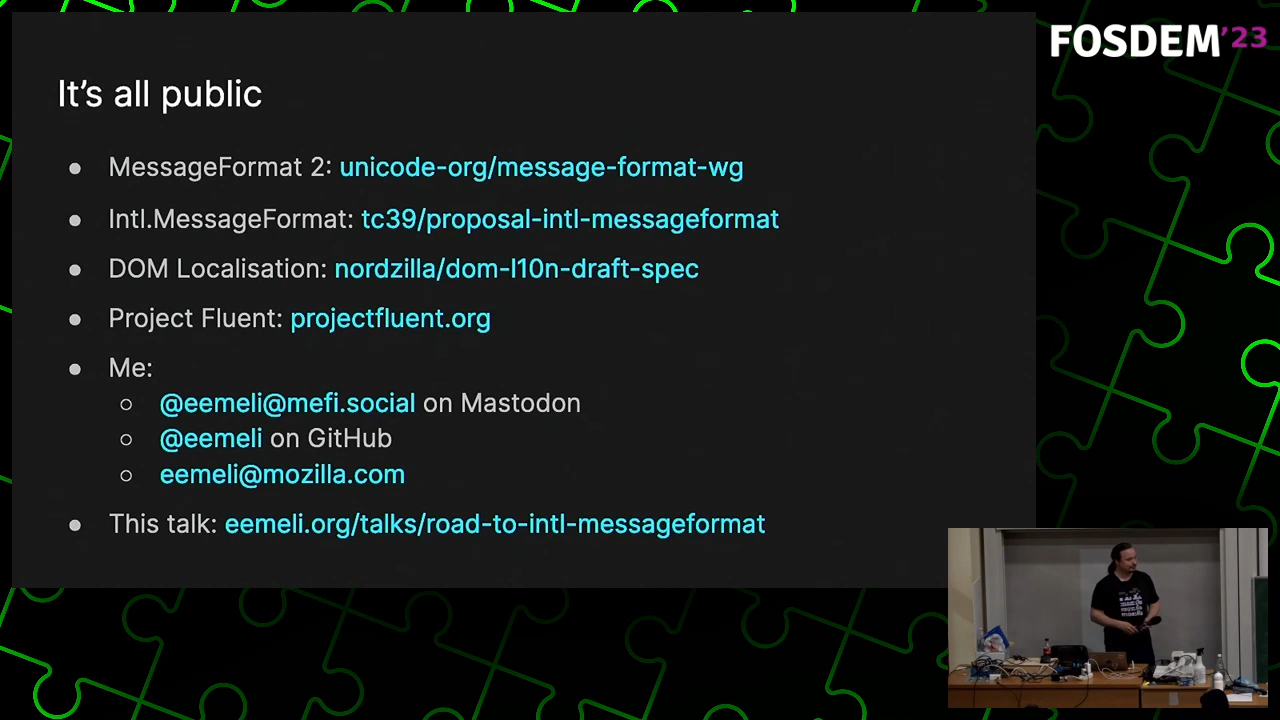 FOSDEM'23
It's all public
● MessageFormat 2: unicode-org/message-format-wg
● Intl.MessageFormat: tc39/proposal-intl-messageformat
● DOM Localisation: nordzilla/dom-l10n-draft-spec
● Project Fluent: projectfluent.org
● Me:
○ @eemeli@mefi.social on Mastodon
○ @eemeli on GitHub
○ eemeli@mozilla.com
● This talk: eemeli.org/talks/road-to-intl-messageformat